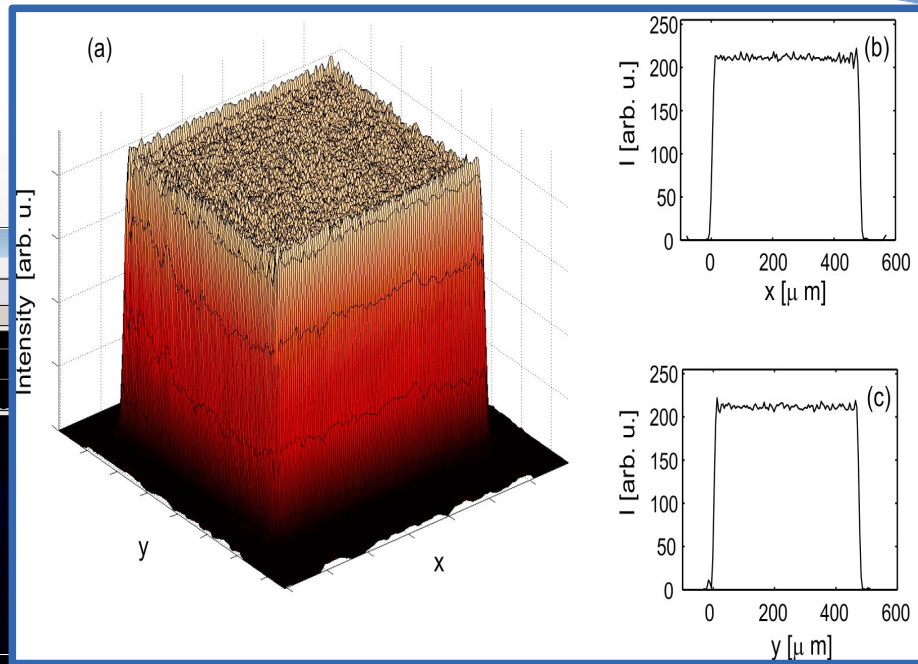 (a)
Intensity [arb. u.]
y
x
(b)
I [arb. u.]
250
200
150
100
50
0
0 200 400 600
x [μ m]
(c)
I [arb. u.]
250
200
150
100
50
0
0 200 400 600
y [μ m]